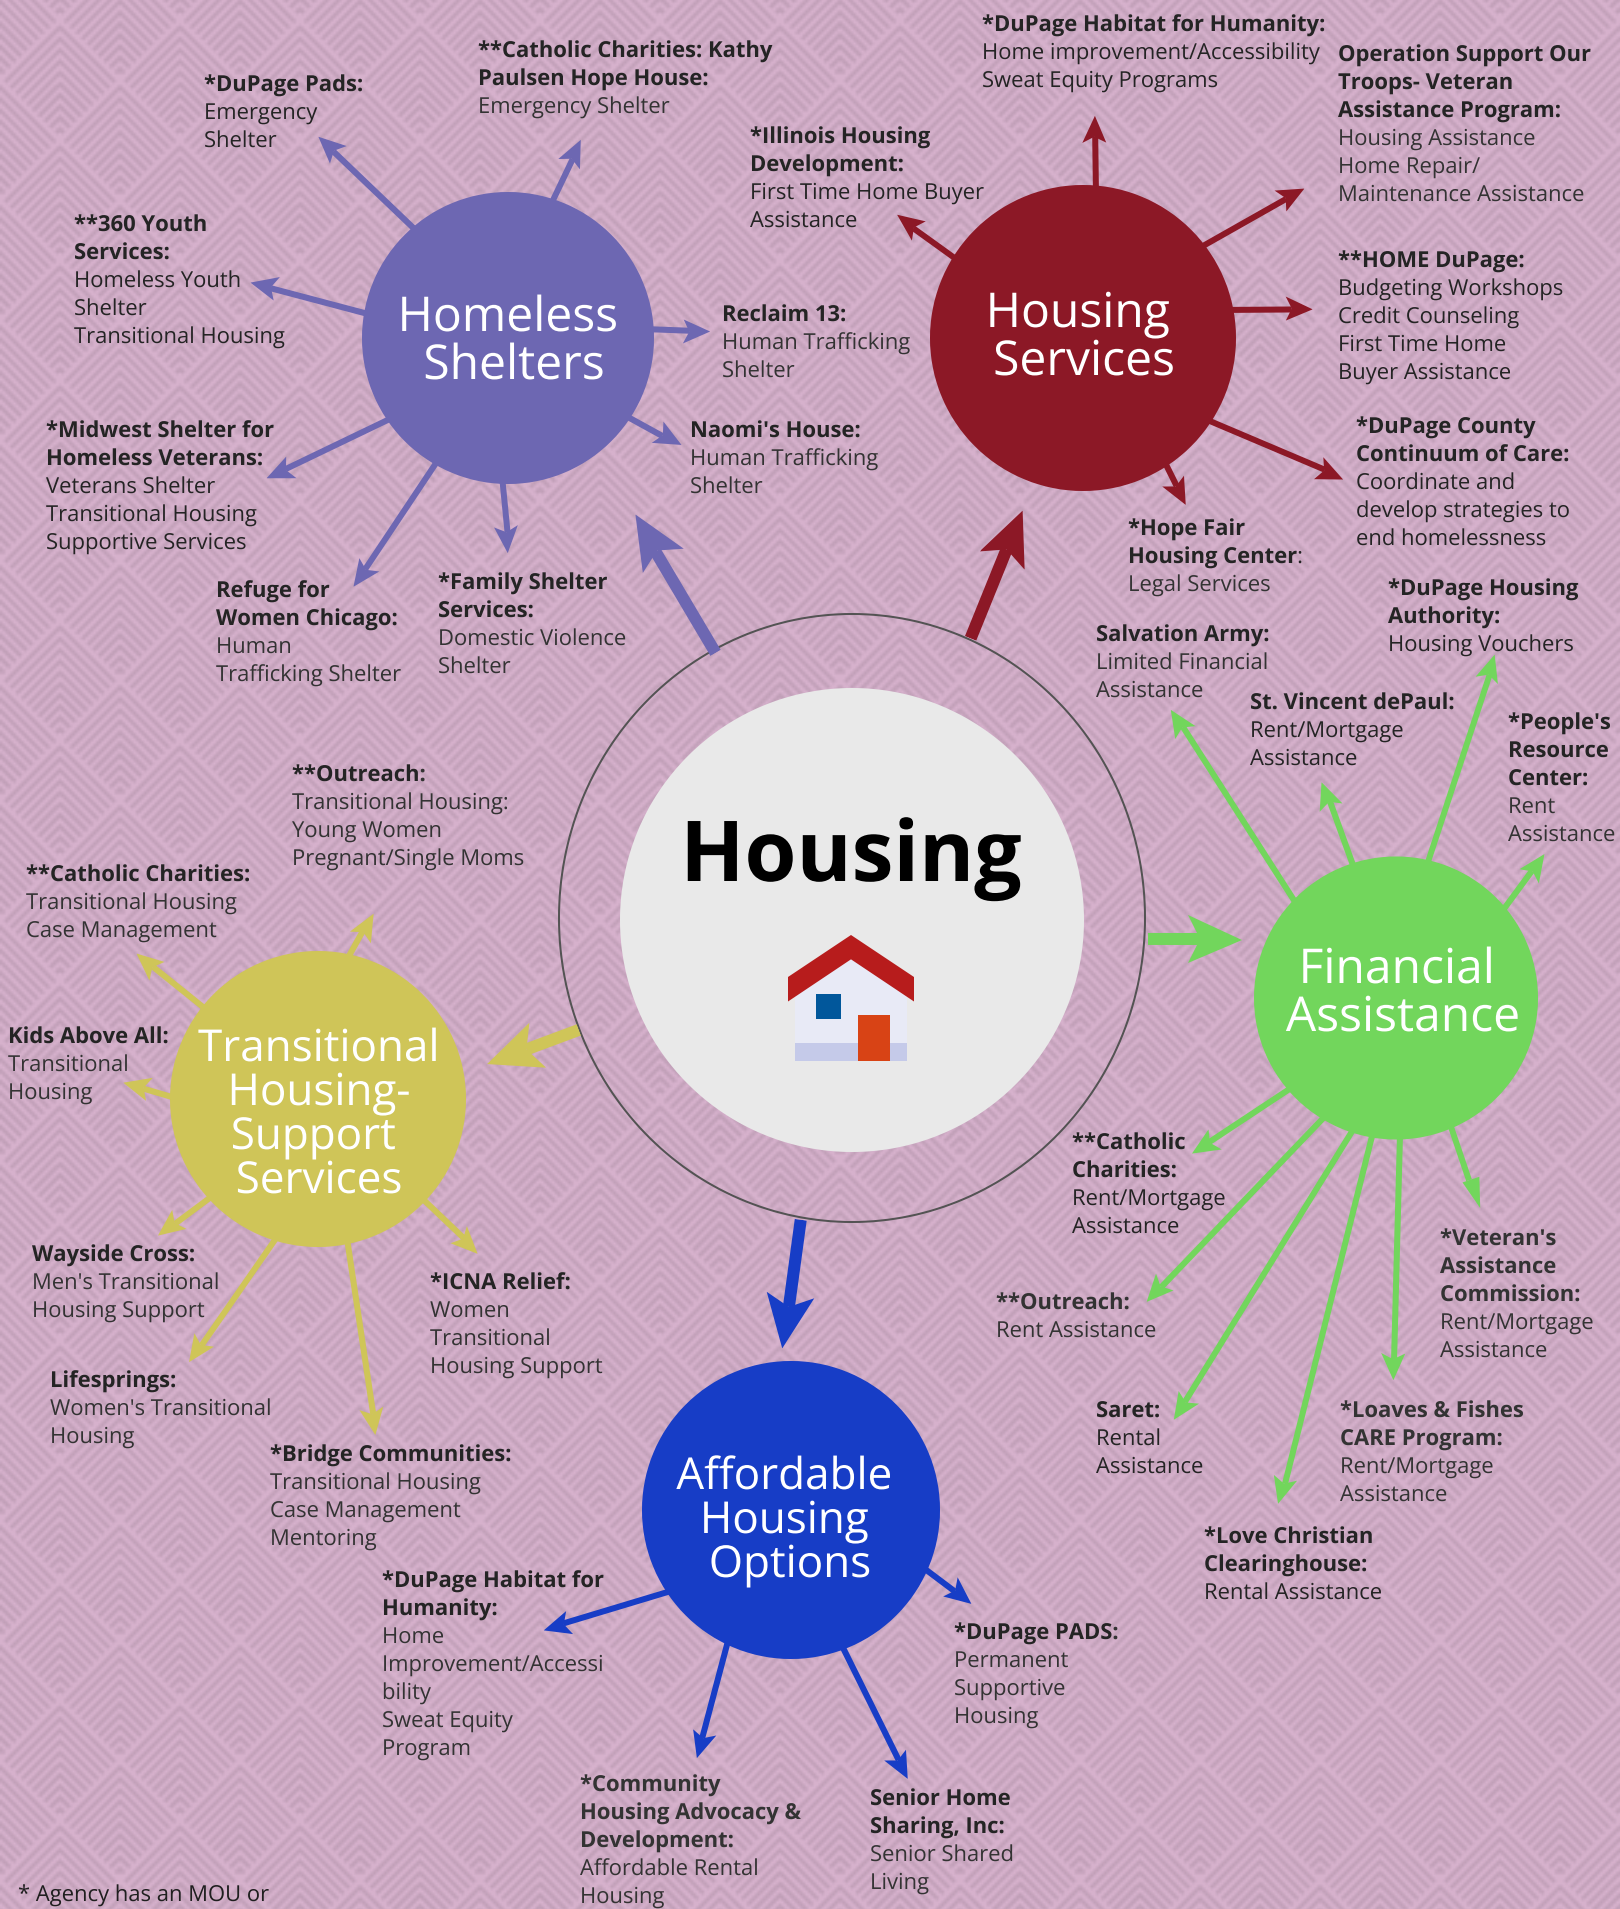 *DuPage Pads:
Emergency
Shelter
**Catholic Charities: Kathy
Paulsen Hope House:
Emergency Shelter
**360 Youth
Services:
Homeless Youth
Shelter
Transitional Housing
Homeless
Shelters
Reclaim 13:
Human Trafficking
Shelter
*Midwest Shelter for
Homeless Veterans:
Veterans Shelter
Transitional Housing
Supportive Services
Naomi's House:
Human Trafficking
Shelter
Refuge for
Women Chicago:
Human
Trafficking Shelter
*Family Shelter
Services:
Domestic Violence
Shelter
*DuPage Habitat for Humanity:
Home improvement/Accessibility
Sweat Equity Programs
Operation Support Our
Troops- Veteran
Assistance Program:
Housing Assistance
Home Repair/
Maintenance Assistance
*Illinois Housing
Development:
First Time Home Buyer
Assistance
Housing
Services
**HOME DuPage:
Budgeting Workshops
Credit Counseling
First Time Home
Buyer Assistance
*DuPage County
Continuum of Care:
Coordinate and
develop strategies to
end homelessness
*Hope Fair
Housing Center:
Legal Services
*DuPage Housing
Authority:
Housing Vouchers
Salvation Army:
Limited Financial
Assistance
St. Vincent dePaul:
Rent/Mortgage
Assistance
*People's
Resource
Center:
Rent
Assistance
Housing
Financial
Assistance
**Catholic
Charities:
Rent/Mortgage
Assistance
**Outreach:
Rent Assistance
*Veteran's
Assistance
Commission:
Rent/Mortgage
Assistance
Saret:
Rental
Assistance
*Loaves & Fishes
CARE Program:
Rent/Mortgage
Assistance
*Love Christian
Clearinghouse:
Rental Assistance
**Outreach:
Transitional Housing:
Young Women
Pregnant/Single Moms
**Catholic Charities:
Transitional Housing
Case Management
Kids Above All:
Transitional
Housing
Transitional
Housing-
Support
Services
Wayside Cross:
Men's Transitional
Housing Support
*ICNA Relief:
Women
Transitional
Housing Support
Lifesprings:
Women's Transitional
Housing
*Bridge Communities:
Transitional Housing
Case Management
Mentoring
Affordable
Housing
Options
*DuPage Habitat for
Humanity:
Home
Improvement/Accessi
bility
Sweat Equity
Program
*DuPage PADS:
Permanent
Supportive
Housing
*Community
Housing Advocacy &
Development:
Affordable Rental
Housing
Senior Home
Sharing, Inc:
Senior Shared
Living
* Agency has an MOU or